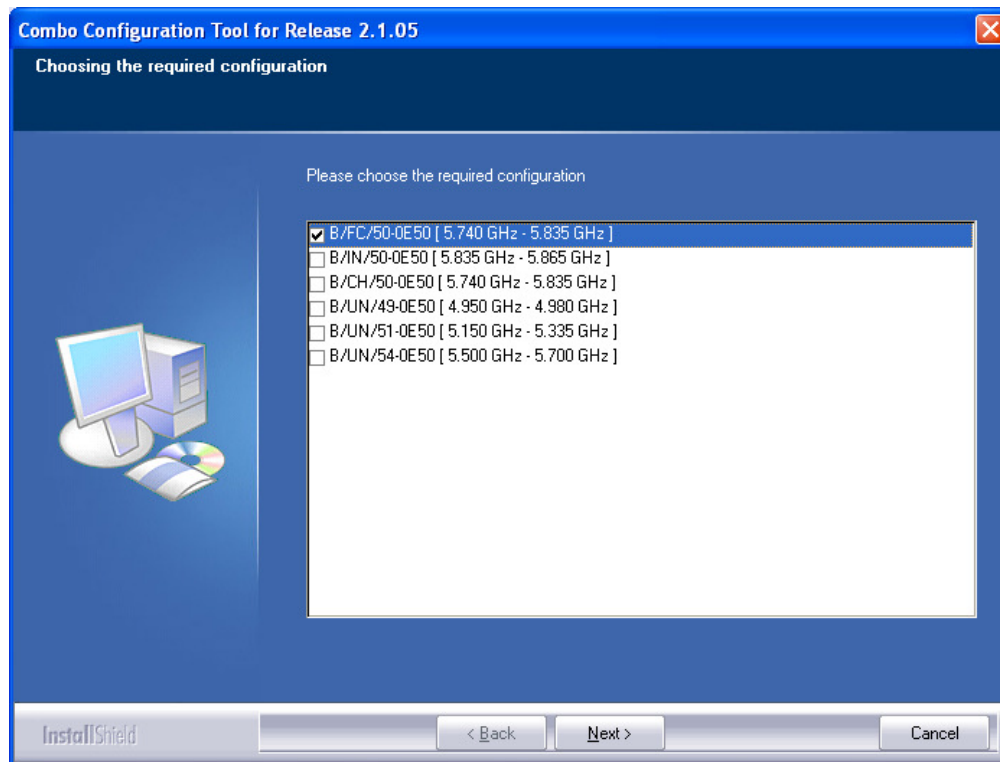 Combo Configuration Tool for Release 2.1.05
Choosing the required configuration
Please choose the required configuration
B/FC/50-0E50 [ 5.740 GHz - 5.835 GHz ]
B/IN/50-0E50 [ 5.835 GHz - 5.865 GHz ]
B/CH/50-0E50 [ 5.740 GHz - 5.835 GHz ]
B/UN/49-0E50 [ 4.950 GHz - 4.980 GHz ]
B/UN/51-0E50 [ 5.150 GHz - 5.335 GHz ]
B/UN/54-0E50 [ 5.500 GHz - 5.700 GHz ]
InstallShield
< Back
Next >
Cancel